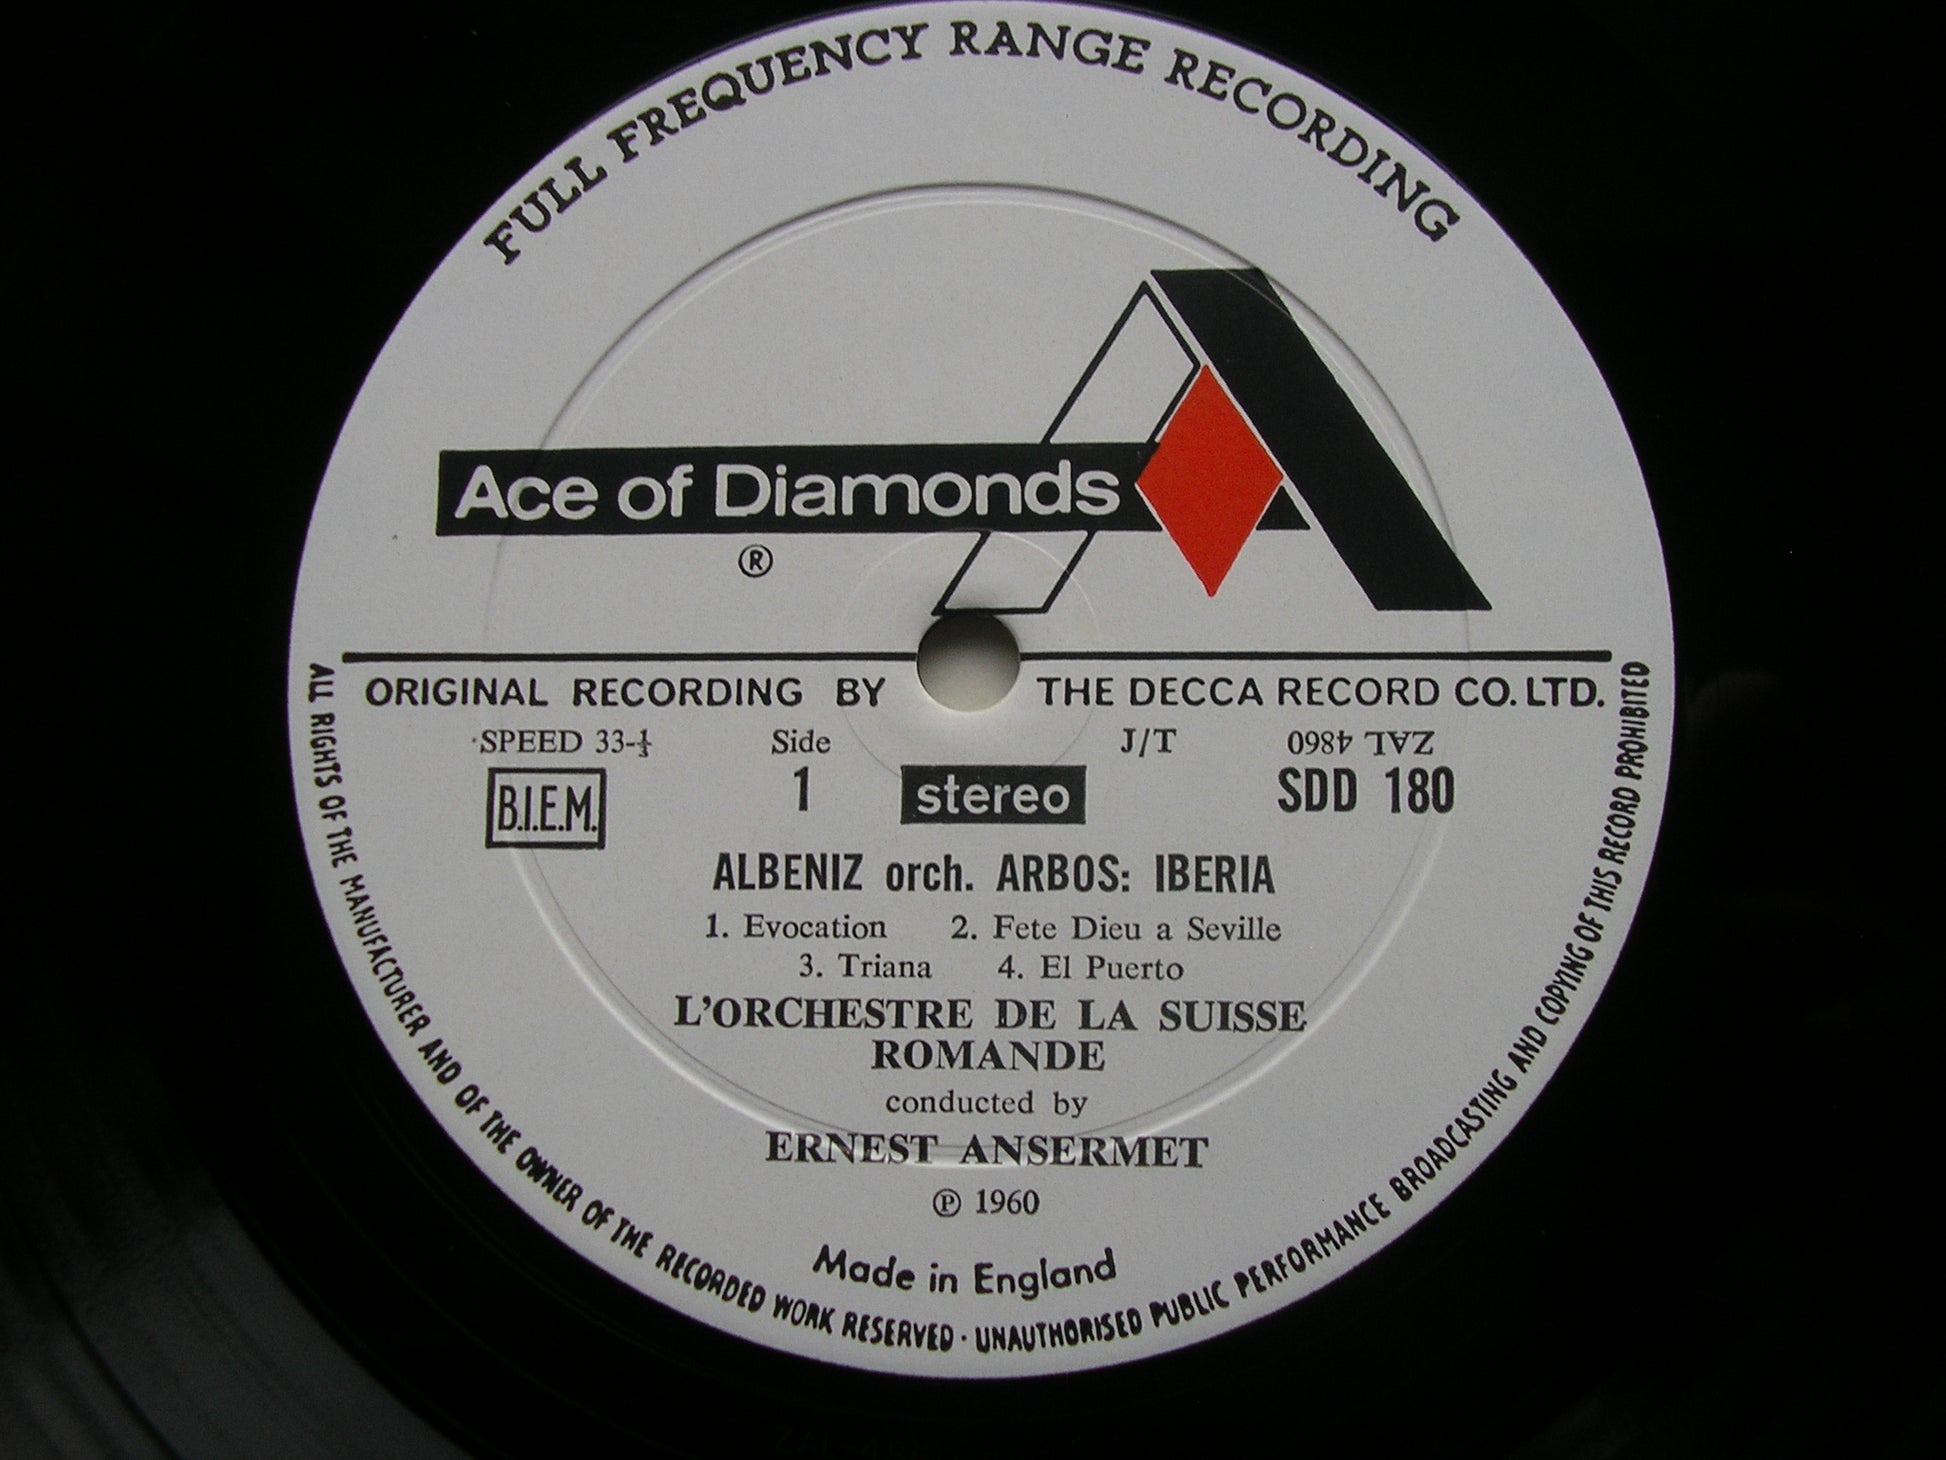 FULL FREQUENCY RANGE RECORDING
Ace of Diamonds
®
ORIGINAL RECORDING BY THE DECCA RECORD CO. LTD.
SPEED 33-⅓ Side J/T ZAL 4860
B.I.E.M. 1 stereo SDD 180
ALBENIZ orch. ARBOS: IBERIA
1. Evocation 2. Fete Dieu a Seville
3. Triana 4. El Puerto
L'ORCHESTRE DE LA SUISSE
ROMANDE
conducted by
ERNEST ANSERMET
℗ 1960
Made in England
ALL RIGHTS OF THE MANUFACTURER AND OF THE OWNER OF THE RECORDED WORK RESERVED · UNAUTHORISED PUBLIC PERFORMANCE BROADCASTING AND COPYING OF THIS RECORD PROHIBITED